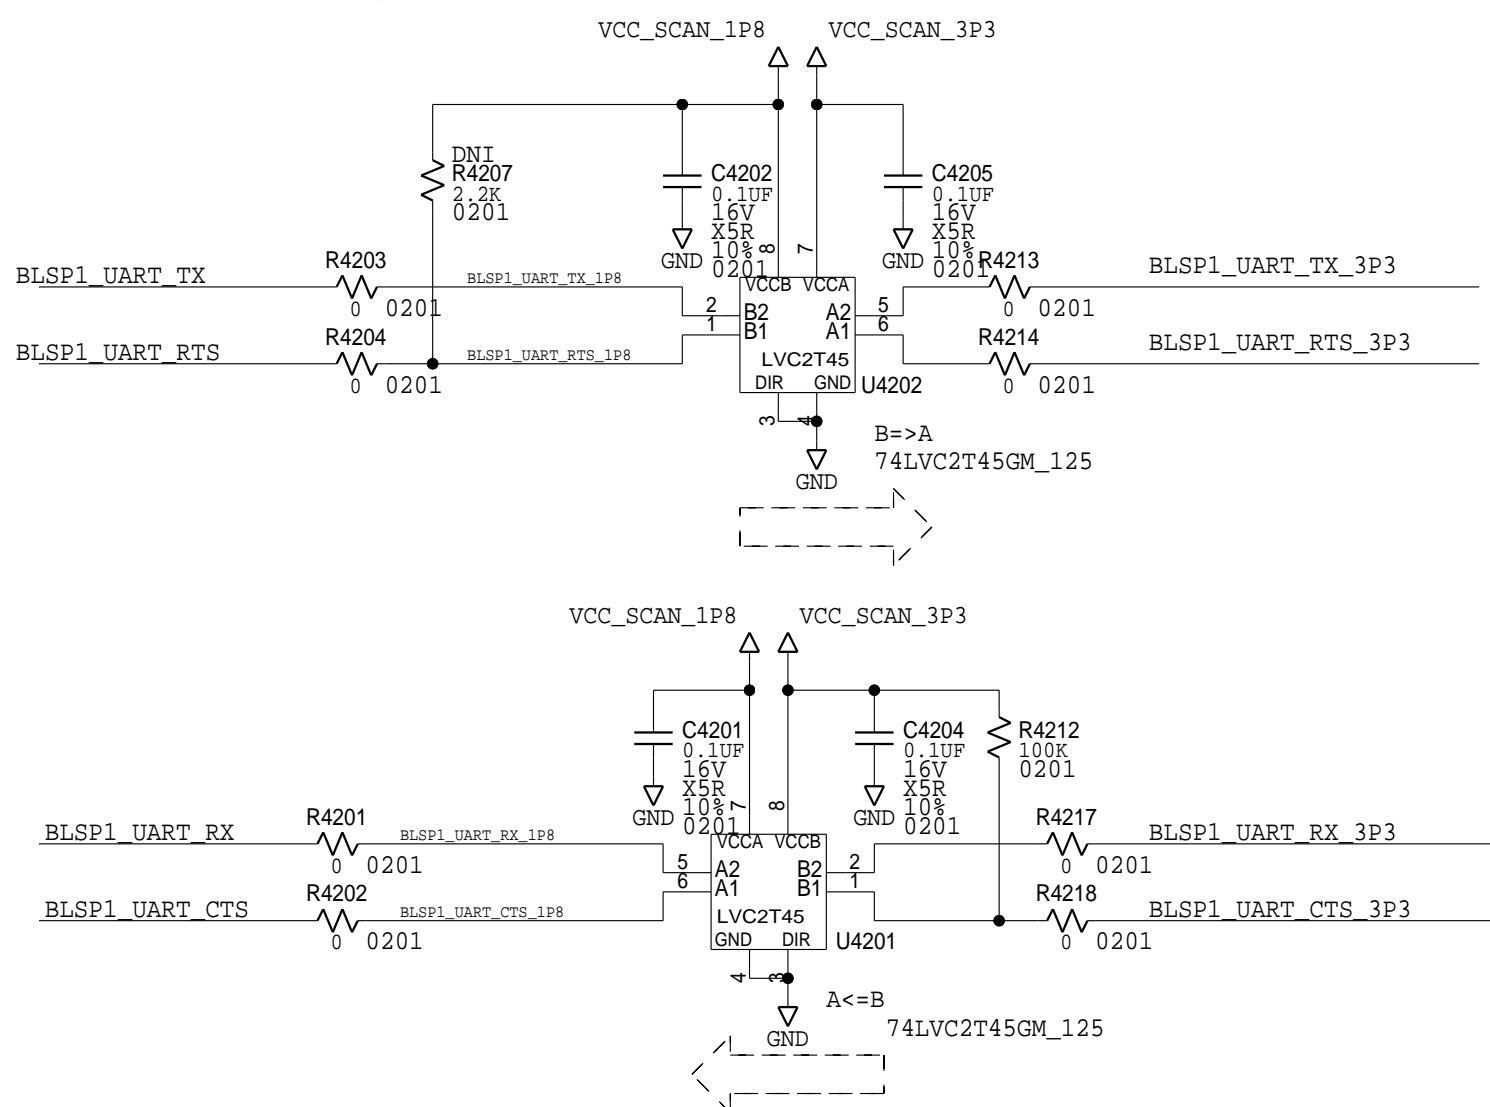 VCC_SCAN_1P8 VCC_SCAN_3P3
DNI
R4207
2.2K
0201
C4202
0.1UF
16V
X5R
10%
0201
GND
8
7
C4205
0.1UF
16V
X5R
10%
0201
GND
BLSP1_UART_TX
R4203
0 0201
BLSP1_UART_TX_1P8
VCCB VCCA
2 B2 A2 5
1 B1 A1 6
LVC2T45
DIR GND
U4202
3 4
GND
R4213
0 0201
BLSP1_UART_TX_3P3
BLSP1_UART_RTS
R4204
0 0201
BLSP1_UART_RTS_1P8
R4214
0 0201
BLSP1_UART_RTS_3P3
B=>A
74LVC2T45GM_125
VCC_SCAN_1P8 VCC_SCAN_3P3
C4201
0.1UF
16V
X5R
10%
0201
GND
7
8
C4204
0.1UF
16V
X5R
10%
0201
GND
R4212
100K
0201
BLSP1_UART_RX
R4201
0 0201
BLSP1_UART_RX_1P8
VCCA VCCB
5 A2 B2 2
6 A1 B1 1
LVC2T45
GND DIR
U4201
4 3
GND
R4217
0 0201
BLSP1_UART_RX_3P3
BLSP1_UART_CTS
R4202
0 0201
BLSP1_UART_CTS_1P8
R4218
0 0201
BLSP1_UART_CTS_3P3
A<=B
74LVC2T45GM_125